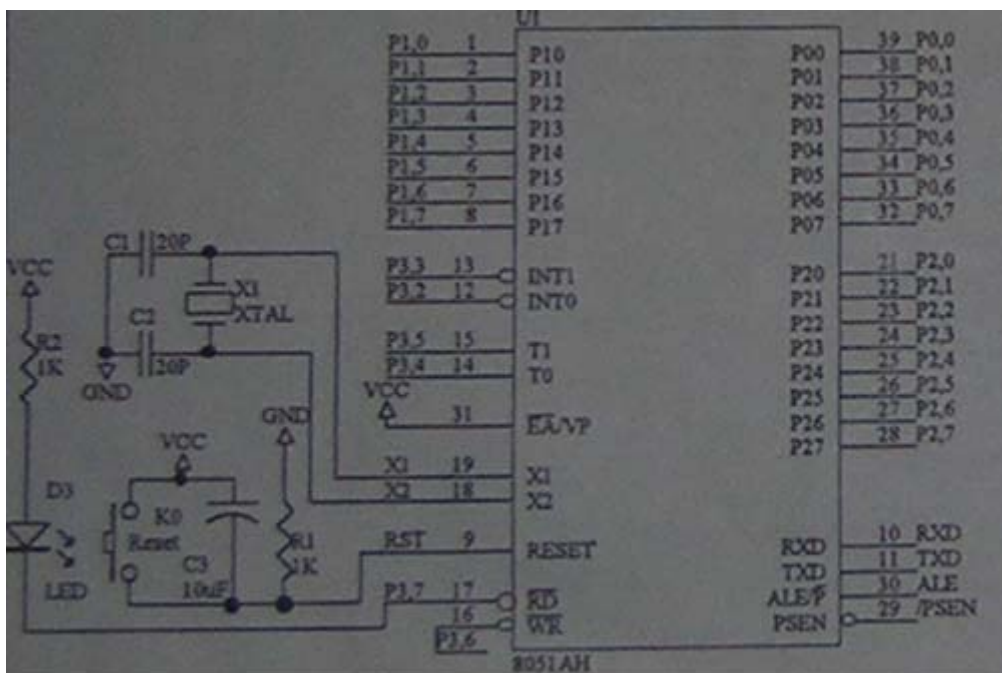 U1
P1,0 1 P10 P00 39 P0,0
P1,1 2 P11 P01 38 P0,1
P1,2 3 P12 P02 37 P0,2
P1,3 4 P13 P03 36 P0,3
P1,4 5 P14 P04 35 P0,4
P1,5 6 P15 P05 34 P0,5
P1,6 7 P16 P06 33 P0,6
P1,7 8 P17 P07 32 P0,7
C1 20P
VCC
P3,3 13 INT1 P20 21 P2,0
X1
P3,2 12 INT0 P21 22 P2,1
XTAL
C2
P22 23 P2,2
R2
P3,5 15 T1 P23 24 P2,3
1K
20P
P3,4 14 T0 P24 25 P2,4
GND
VCC
P25 26 P2,5
GND
31 EA/VP P26 27 P2,6
VCC
P27 28 P2,7
X1 19 X1
D3
X2 18 X2
K0
Reset
R1
RST 9 RESET RXD 10 RXD
C3
1K
TXD 11 TXD
LED
10uF
P3,7 17 RD ALE/P 30 ALE
16 WR PSEN 29 /PSEN
P3,6
8051AH